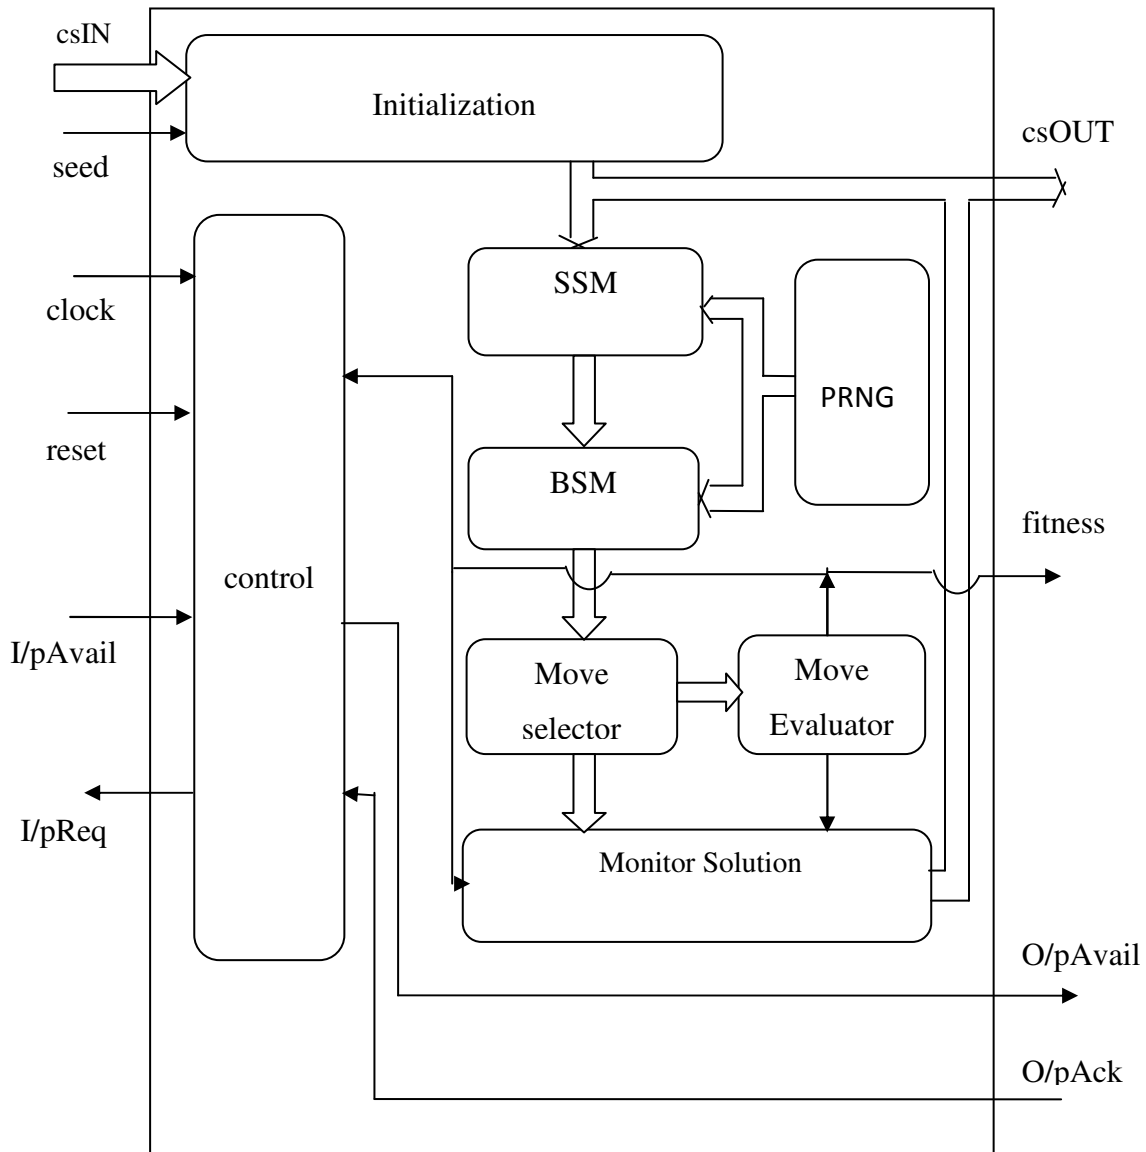 csIN
Initialization
csOUT
seed
SSM
clock
PRNG
reset
BSM
fitness
control
I/pAvail
Move
selector
Move
Evaluator
I/pReq
Monitor Solution
O/pAvail
O/pAck